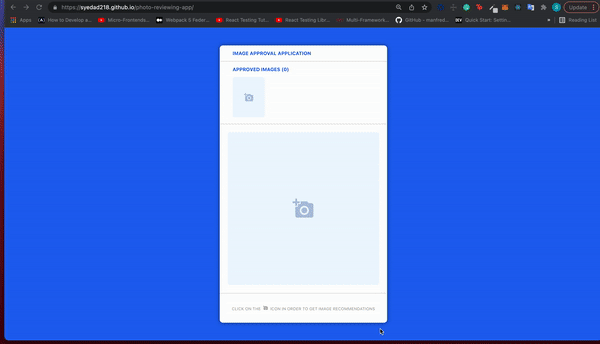 https://syedad218.github.io/photo-reviewing-app/
Update
Apps
How to Develop a...
Micro-Frontends...
Webpack 5 Feder...
React Testing Tut...
React Testing Libr...
Multi-Framework...
GitHub - manfred...
Quick Start: Settin...
»
Reading List
IMAGE APPROVAL APPLICATION
APPROVED IMAGES (0)
CLICK ON THE ICON IN ORDER TO GET IMAGE RECOMMENDATIONS